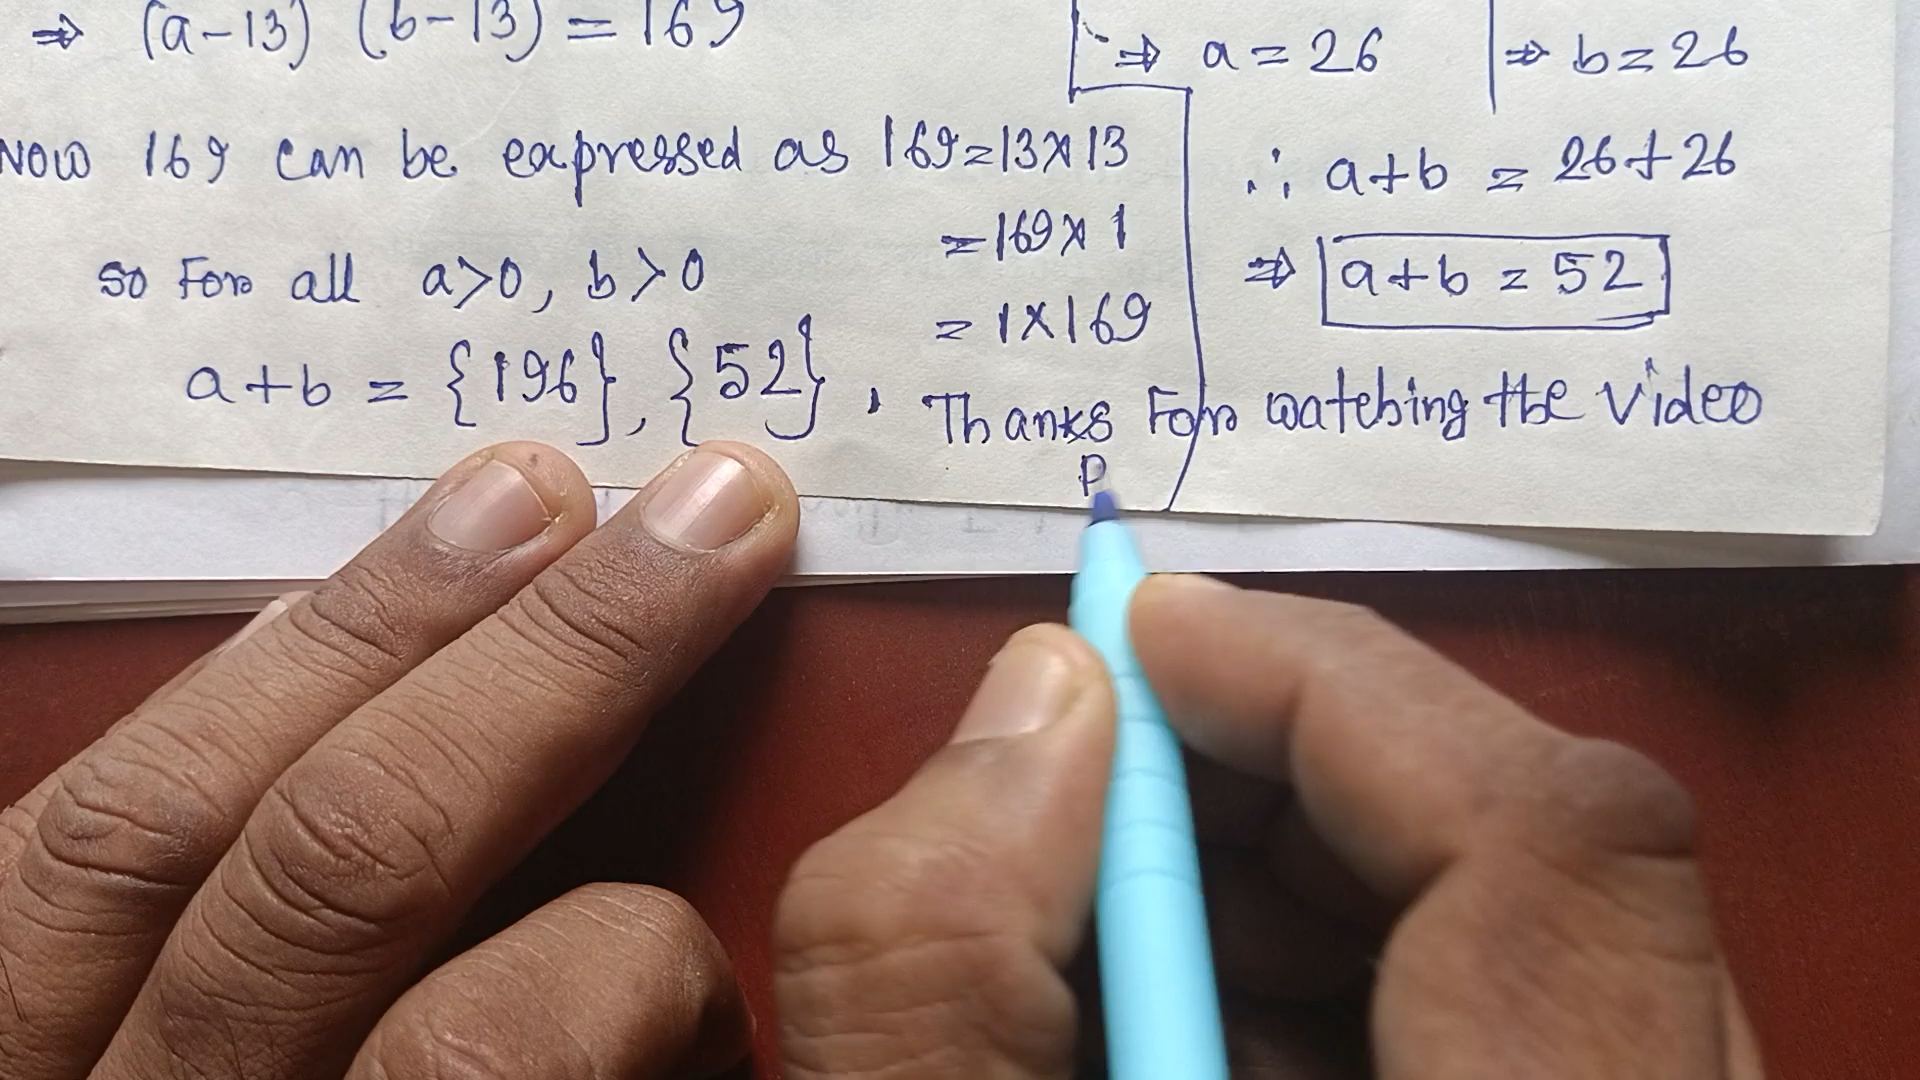 ⇒ (a-13) (b-13) = 169
Now 169 can be expressed as 169=13×13
=169×1
= 1×169
so For all a>0, b>0
a+b = {196}, {52}.
⇒ a = 26
⇒ b = 26
∴ a+b = 26+26
⇒ a+b = 52
Thanks For watching the video
P